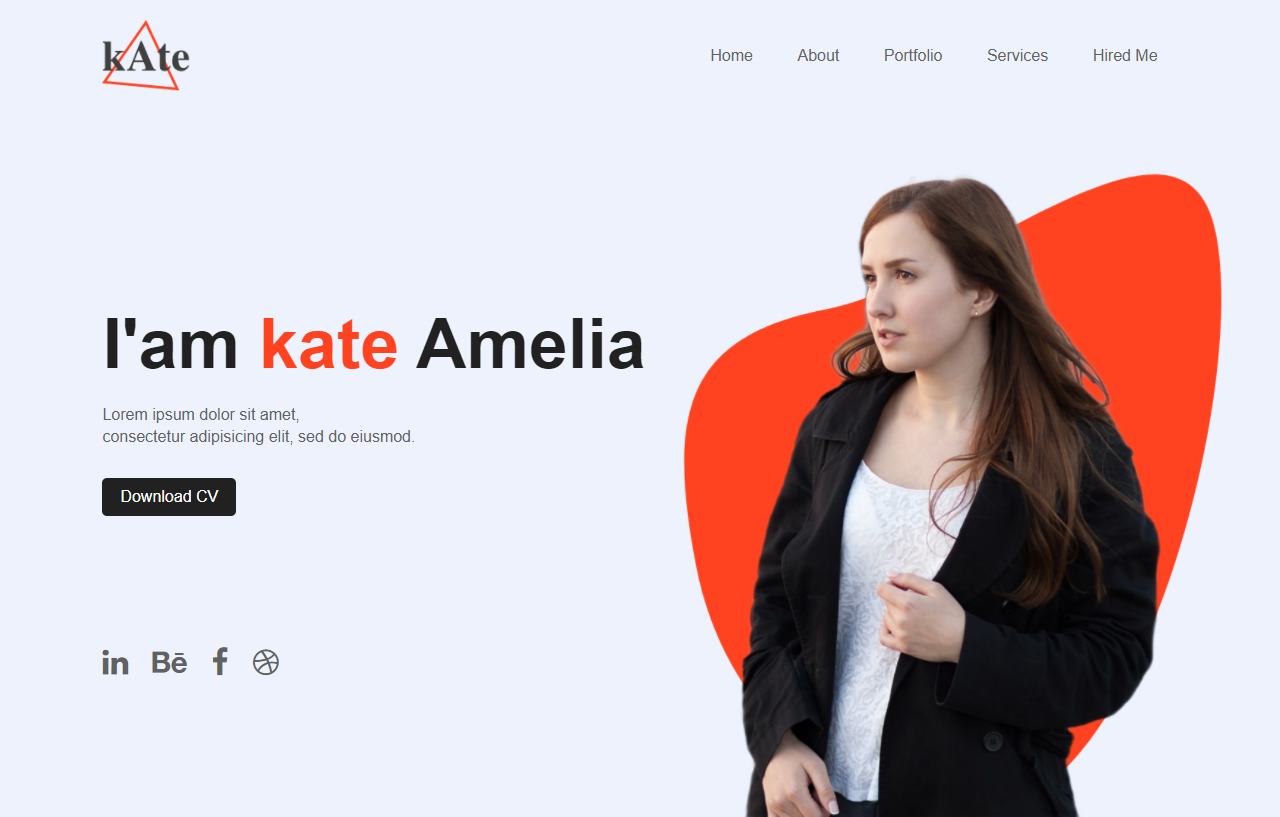 kAte
Home About Portfolio Services Hired Me
I'am kate Amelia
Lorem ipsum dolor sit amet,
consectetur adipisicing elit, sed do eiusmod.
Download CV
in Bē f